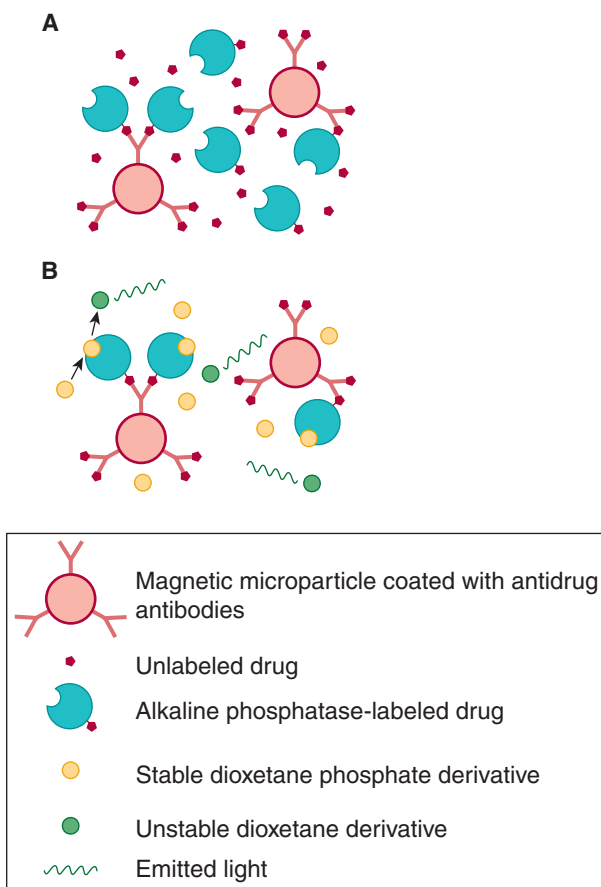 A
B
Magnetic microparticle coated with antidrug
antibodies
Unlabeled drug
Alkaline phosphatase-labeled drug
Stable dioxetane phosphate derivative
Unstable dioxetane derivative
Emitted light